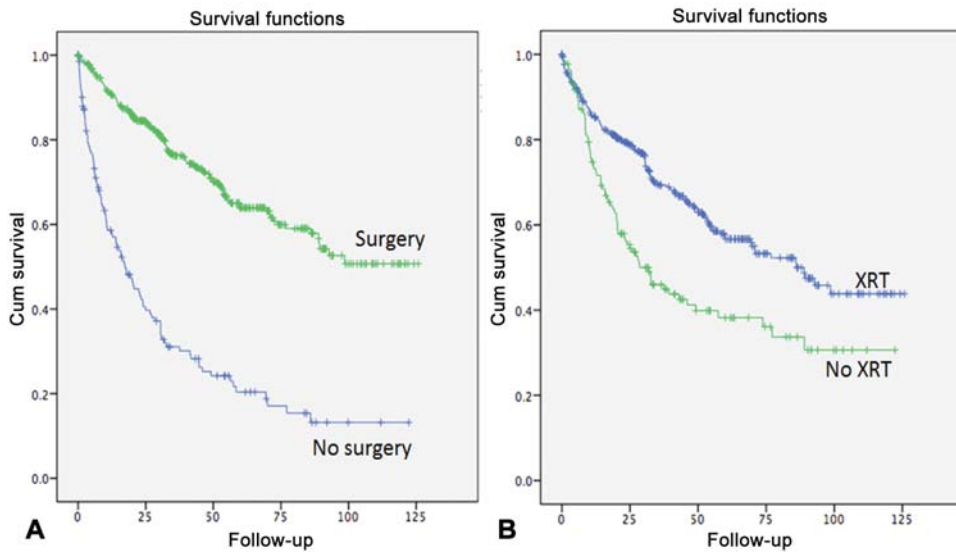 Survival functions
Cum survival
1.0
0.8
0.6
0.4
0.2
0.0
Surgery
No surgery
0
25
50
75
100
125
Follow-up
A
Survival functions
Cum survival
1.0
0.8
0.6
0.4
0.2
0.0
XRT
No XRT
0
25
50
75
100
125
Follow-up
B